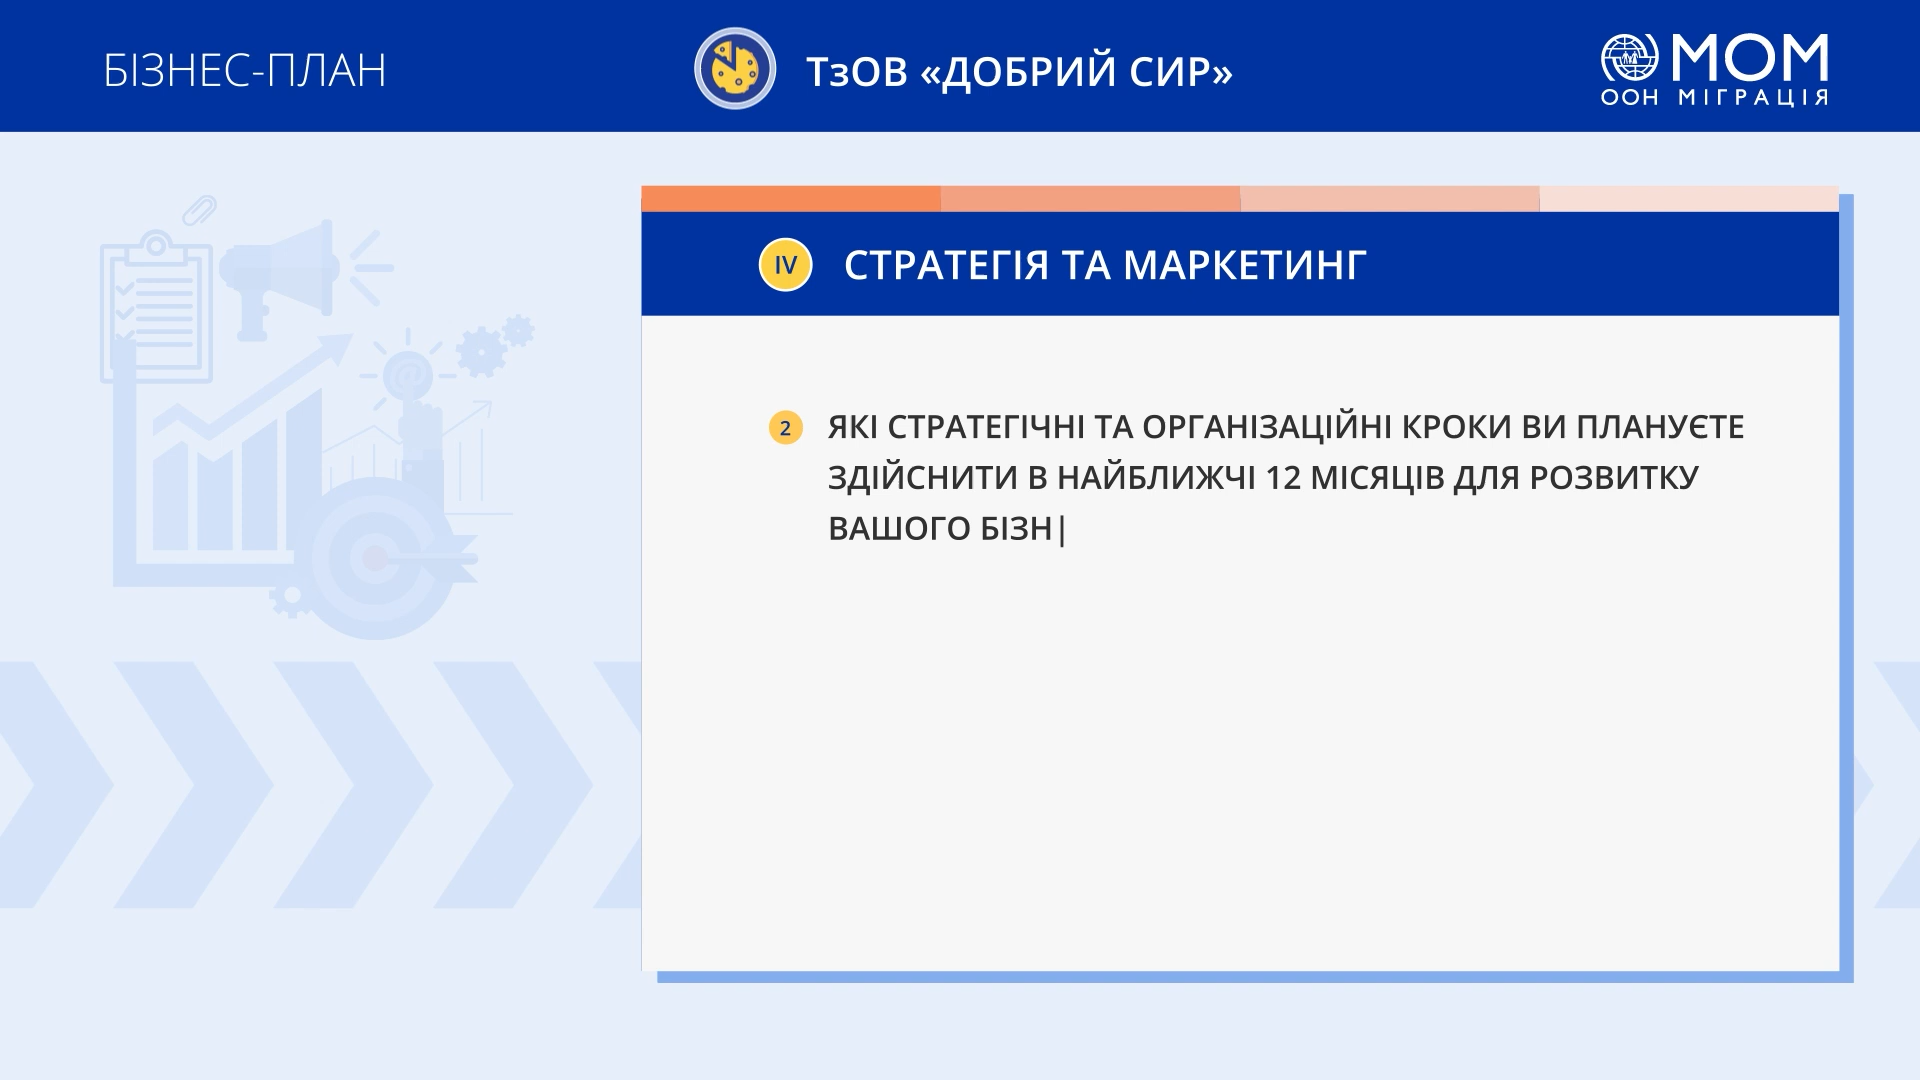 БІЗНЕС-ПЛАН
ТзОВ «ДОБРИЙ СИР»
МОМ
ООН МІГРАЦІЯ
IV СТРАТЕГІЯ ТА МАРКЕТИНГ
2 ЯКІ СТРАТЕГІЧНІ ТА ОРГАНІЗАЦІЙНІ КРОКИ ВИ ПЛАНУЄТЕ
ЗДІЙСНИТИ В НАЙБЛИЖЧІ 12 МІСЯЦІВ ДЛЯ РОЗВИТКУ
ВАШОГО БІЗН|
@